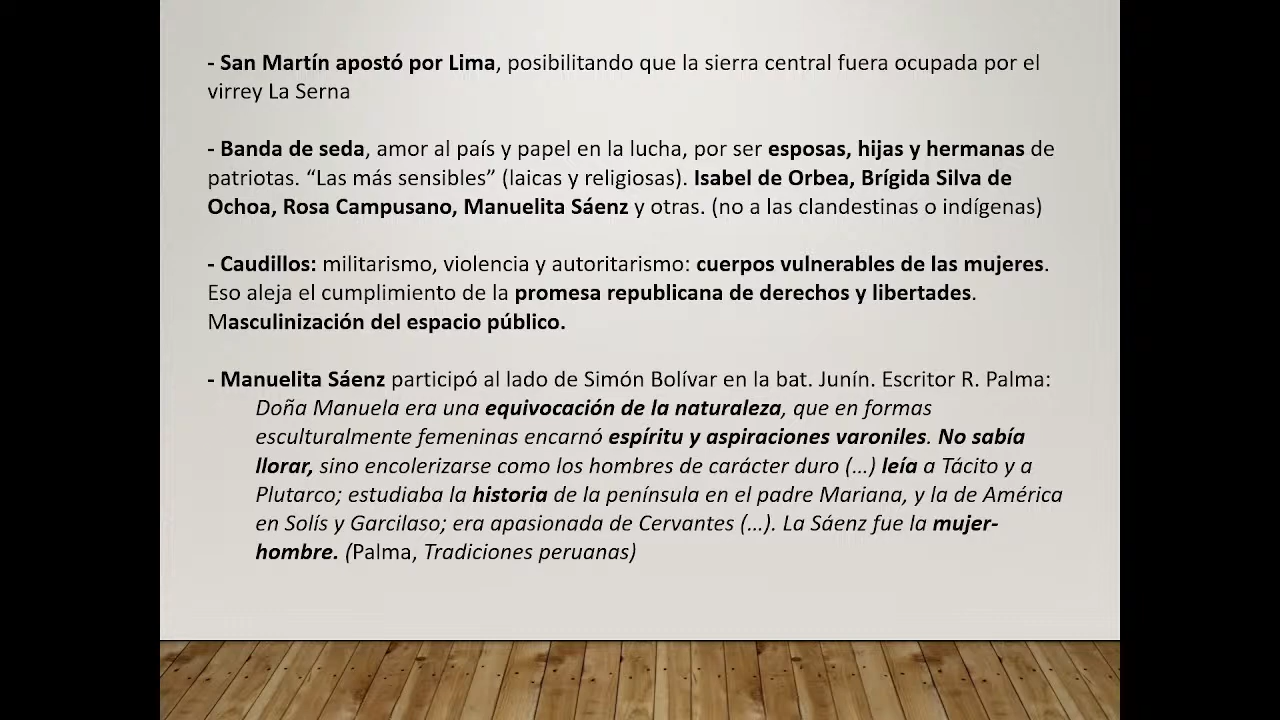 - San Martín apostó por Lima, posibilitando que la sierra central fuera ocupada por el
virrey La Serna
- Banda de seda, amor al país y papel en la lucha, por ser esposas, hijas y hermanas de
patriotas. “Las más sensibles” (laicas y religiosas). Isabel de Orbea, Brígida Silva de
Ochoa, Rosa Campusano, Manuelita Sáenz y otras. (no a las clandestinas o indígenas)
- Caudillos: militarismo, violencia y autoritarismo: cuerpos vulnerables de las mujeres.
Eso aleja el cumplimiento de la promesa republicana de derechos y libertades.
Masculinización del espacio público.
- Manuelita Sáenz participó al lado de Simón Bolívar en la bat. Junín. Escritor R. Palma:
Doña Manuela era una equivocación de la naturaleza, que en formas
esculturalmente femeninas encarnó espíritu y aspiraciones varoniles. No sabía
llorar, sino encolerizarse como los hombres de carácter duro (…) leía a Tácito y a
Plutarco; estudiaba la historia de la península en el padre Mariana, y la de América
en Solís y Garcilaso; era apasionada de Cervantes (…). La Sáenz fue la mujer-
hombre. (Palma, Tradiciones peruanas)